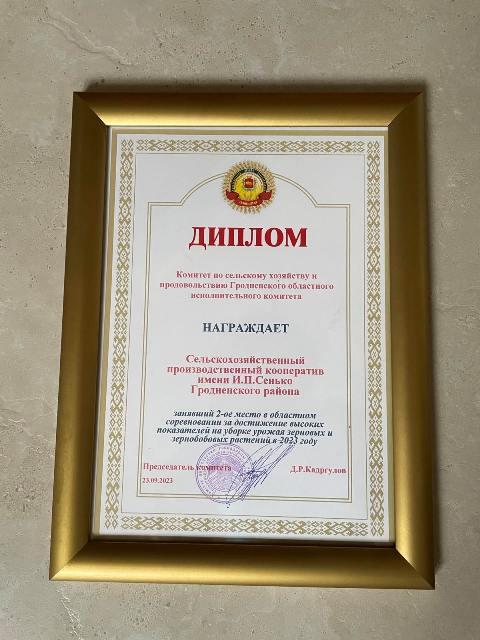 ДИПЛОМ
Комитет по сельскому хозяйству и
продовольствию Гродненского областного
исполнительного комитета
НАГРАЖДАЕТ
Сельскохозяйственный
производственный кооператив
имени И.П.Сенько
Гродненского района
занявший 2-ое место в областном
соревновании за достижение высоких
показателей на уборке урожая зерновых и
зернобобовых растений в 2023 году
Председатель комитета Д.Р.Кадргулов
23.09.2023